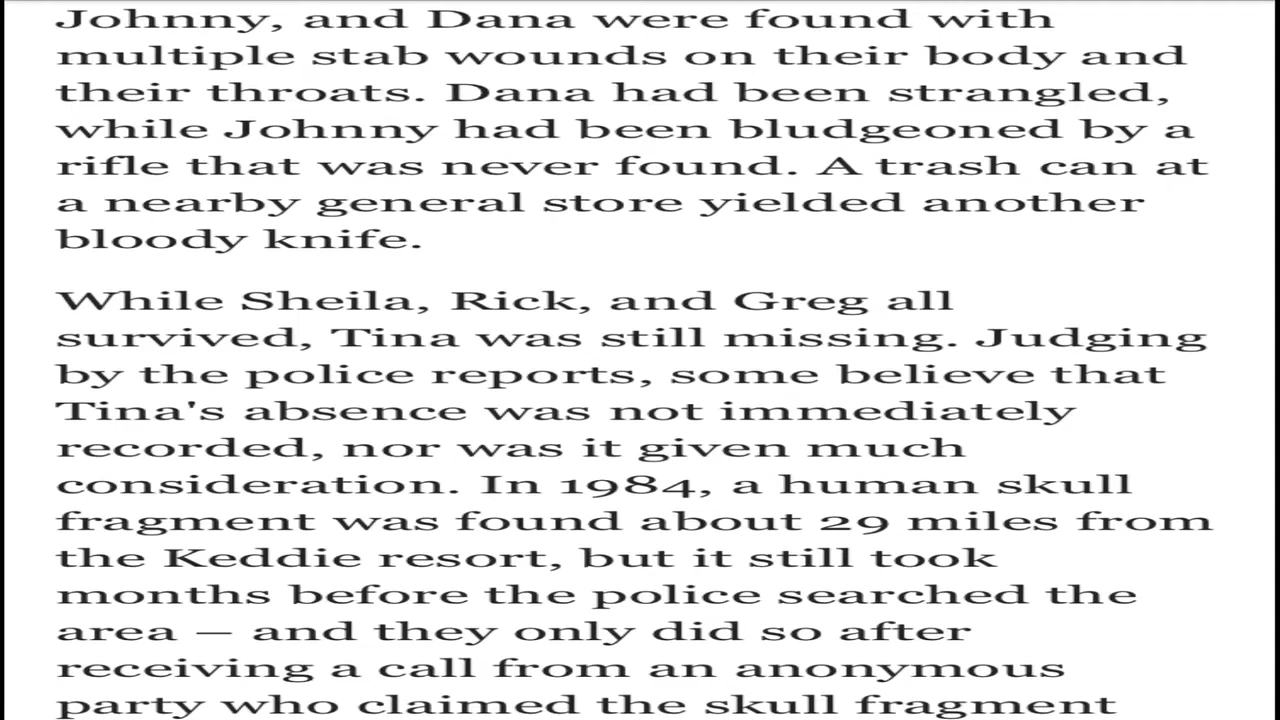 Johnny, and Dana were found with
multiple stab wounds on their body and
their throats. Dana had been strangled,
while Johnny had been bludgeoned by a
rifle that was never found. A trash can at
a nearby general store yielded another
bloody knife.
While Sheila, Rick, and Greg all
survived, Tina was still missing. Judging
by the police reports, some believe that
Tina's absence was not immediately
recorded, nor was it given much
consideration. In 1984, a human skull
fragment was found about 29 miles from
the Keddie resort, but it still took
months before the police searched the
area — and they only did so after
receiving a call from an anonymous
party who claimed the skull fragment